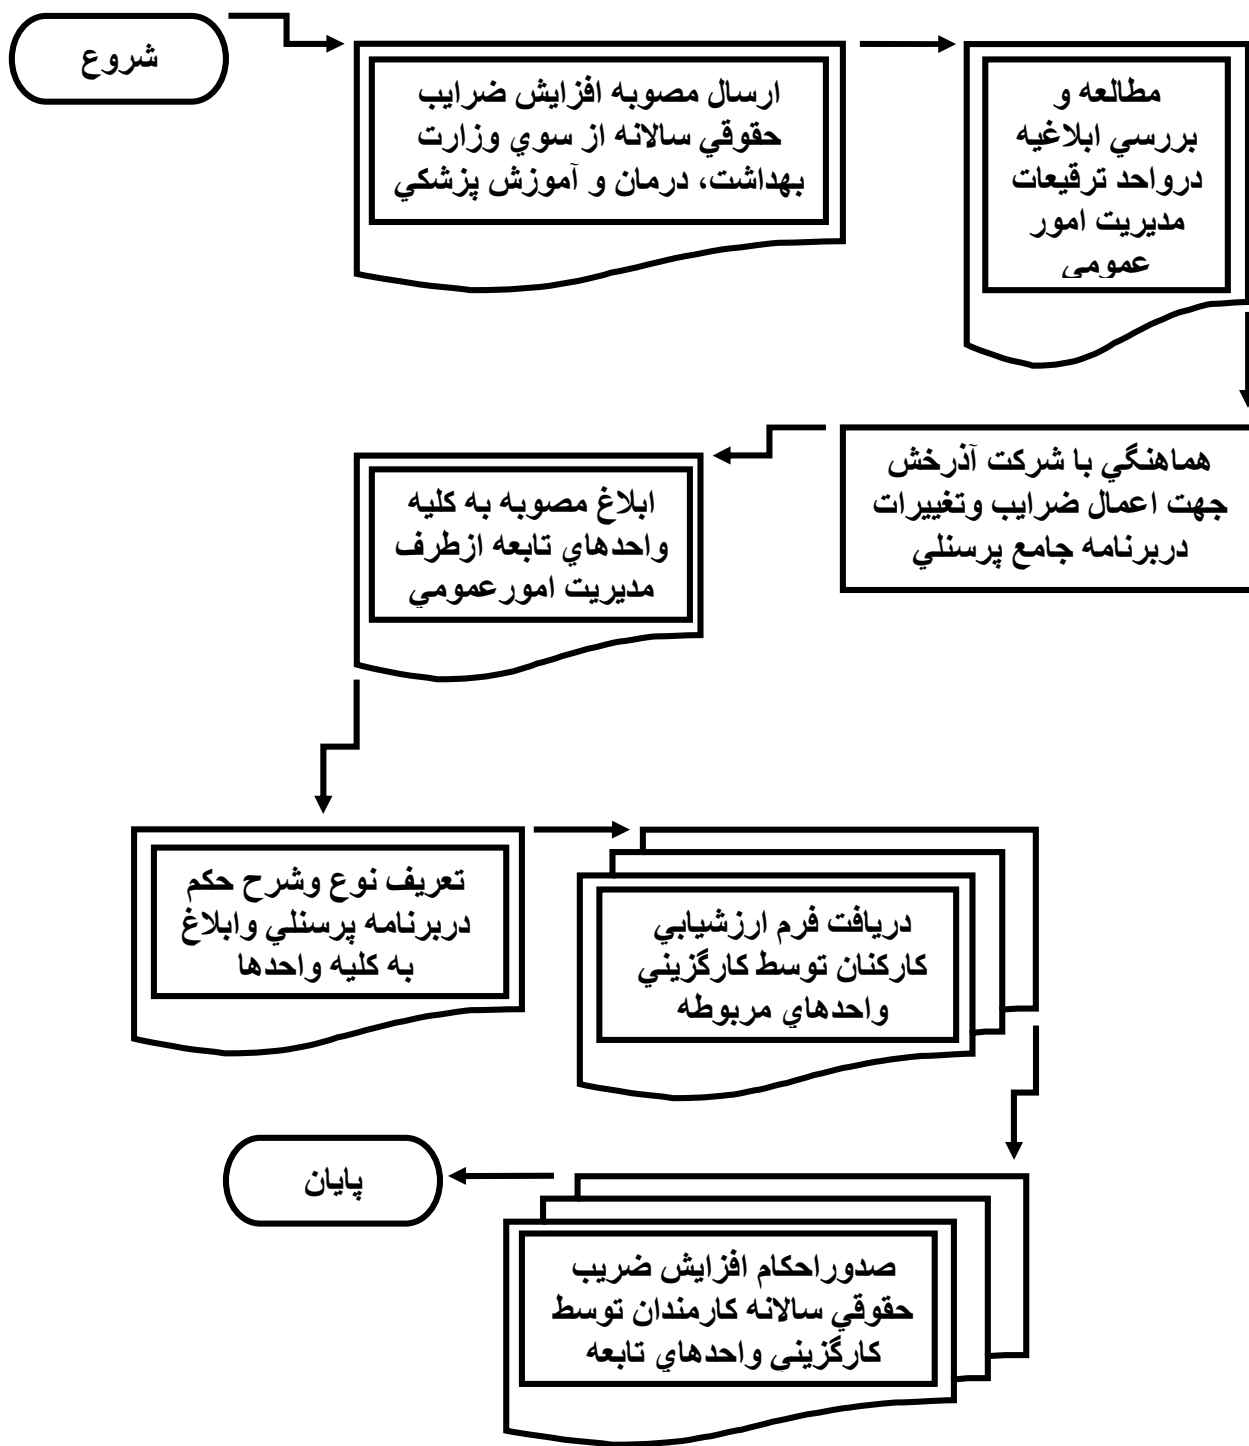 شروع
ارسال مصوبه افزايش ضرايب
حقوقي سالانه از سوي وزارت
بهداشت، درمان و آموزش پزشكي
مطالعه و
بررسي ابلاغيه
درواحد ترقيعات
مديريت امور
عمومي
هماهنگي با شركت آذرخش
جهت اعمال ضرايب وتغييرات
دربرنامه جامع پرسنلي
ابلاغ مصوبه به كليه
واحدهاي تابعه ازطرف
مديريت امورعمومي
تعريف نوع وشرح حكم
دربرنامه پرسنلي وابلاغ
به كليه واحدها
دريافت فرم ارزشيابي
كاركنان توسط كارگزيني
واحدهاي مربوطه
صدوراحكام افزايش ضريب
حقوقي سالانه كارمندان توسط
كارگزيني واحدهاي تابعه
پايان